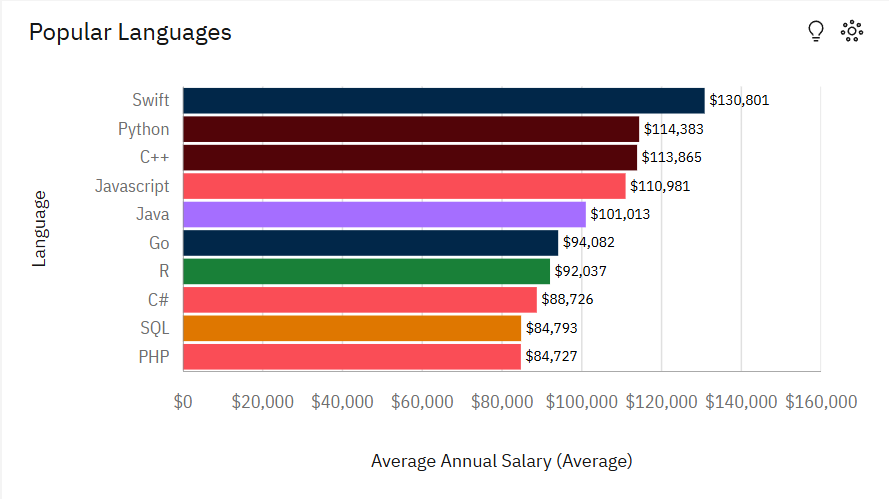 Popular Languages
Language
Swift $130,801
Python $114,383
C++ $113,865
Javascript $110,981
Java $101,013
Go $94,082
R $92,037
C# $88,726
SQL $84,793
PHP $84,727
$0 $20,000 $40,000 $60,000 $80,000 $100,000 $120,000 $140,000 $160,000
Average Annual Salary (Average)